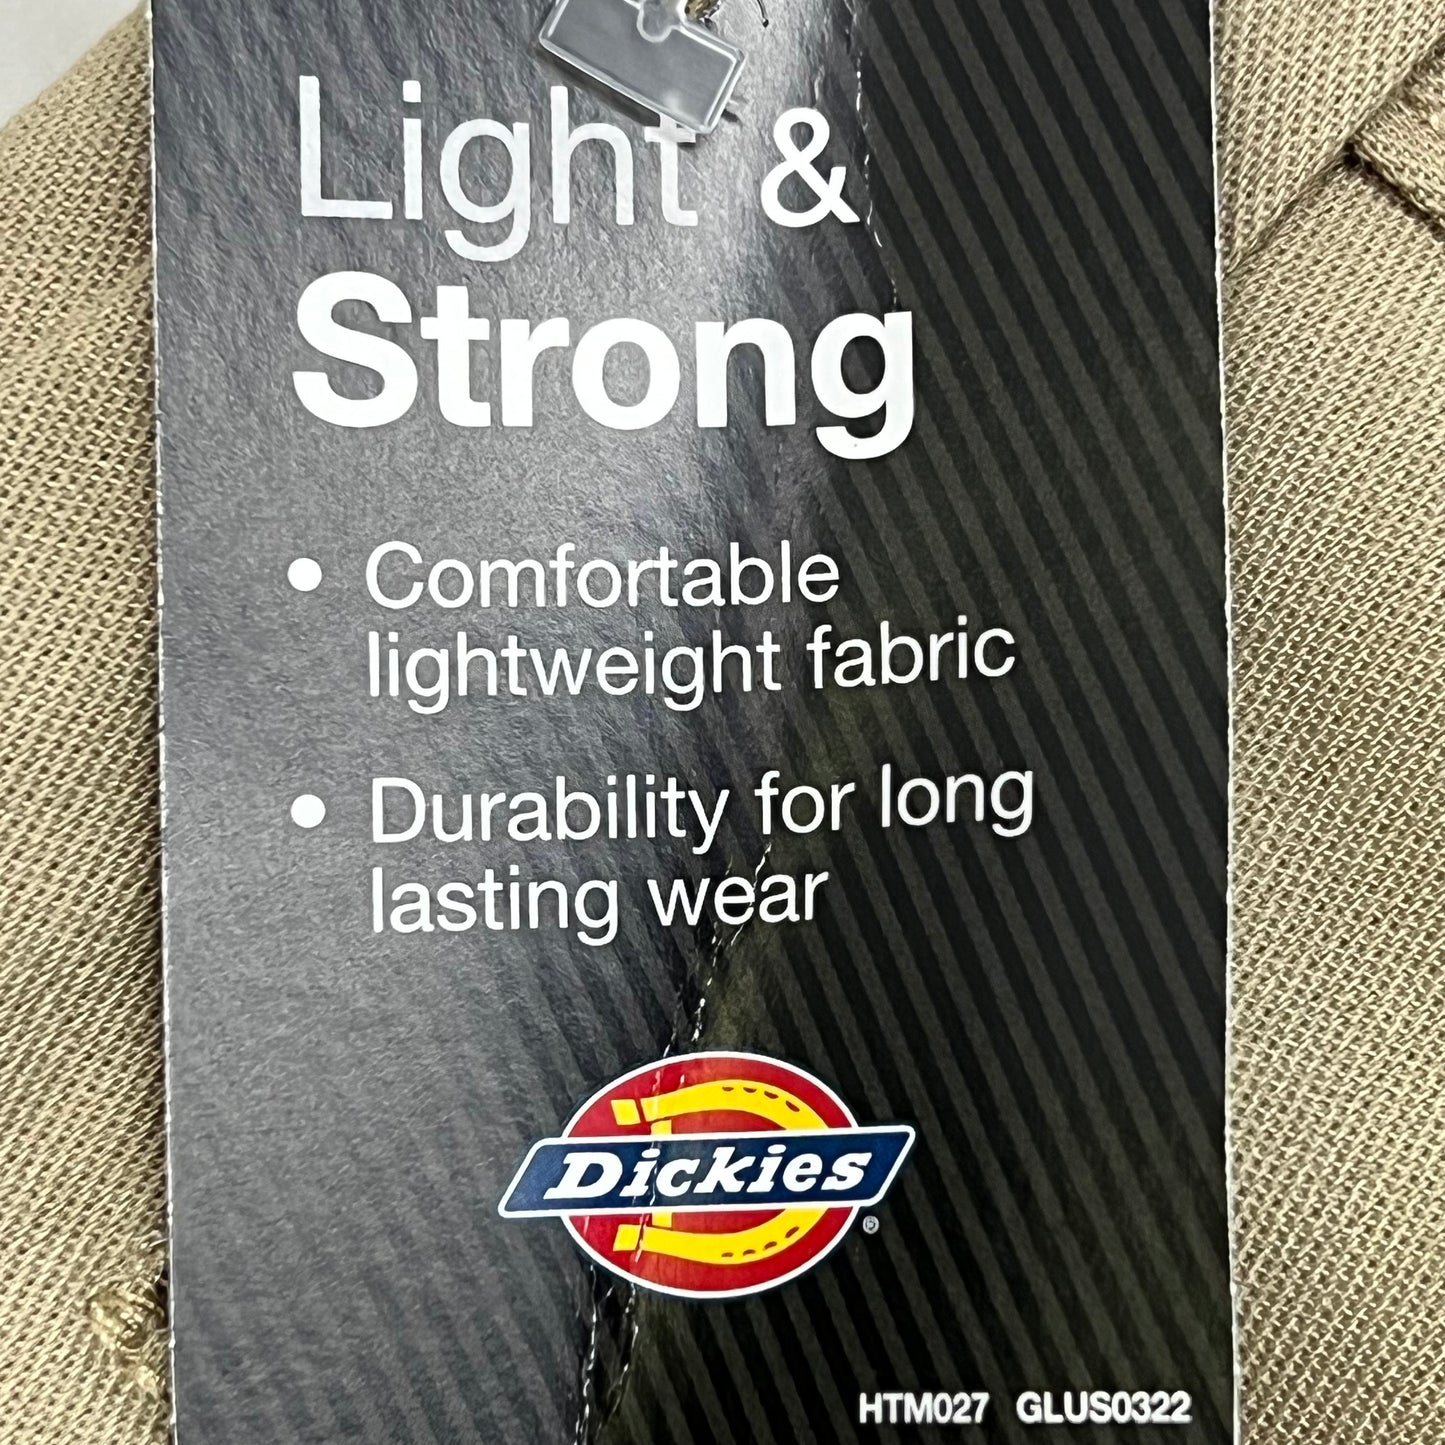 Light &
Strong
• Comfortable
lightweight fabric
• Durability for long
lasting wear
Dickies®
HTM027 GLUS0322